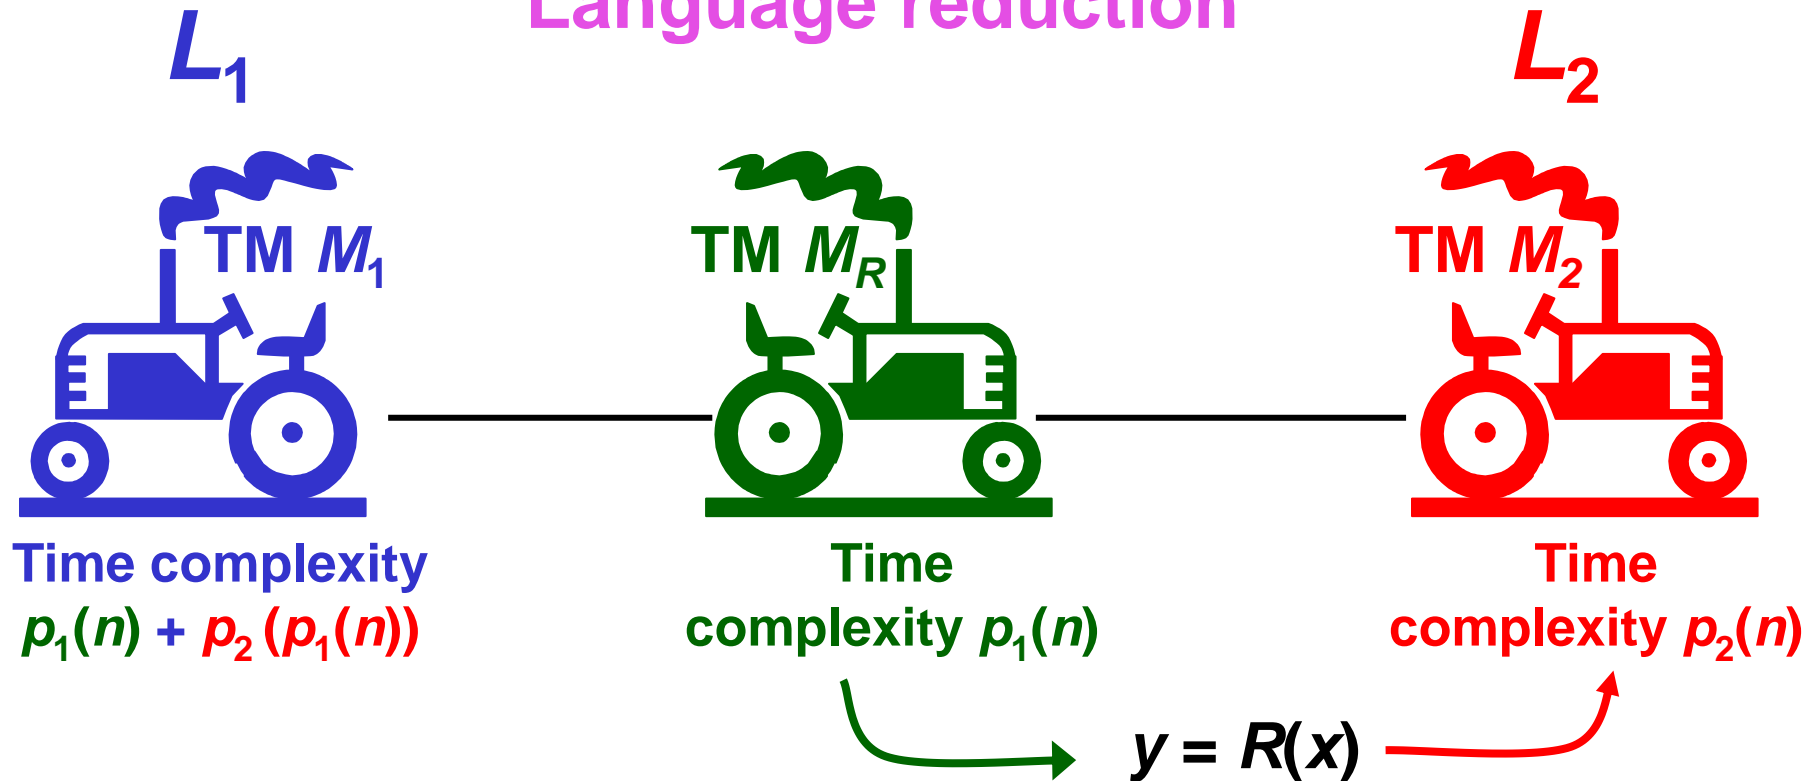 Language reduction
L1
L2
TM M1
TM MR
TM M2
Time complexity
p1(n) + p2 (p1(n))
Time
complexity p1(n)
Time
complexity p2(n)
y = R(x)